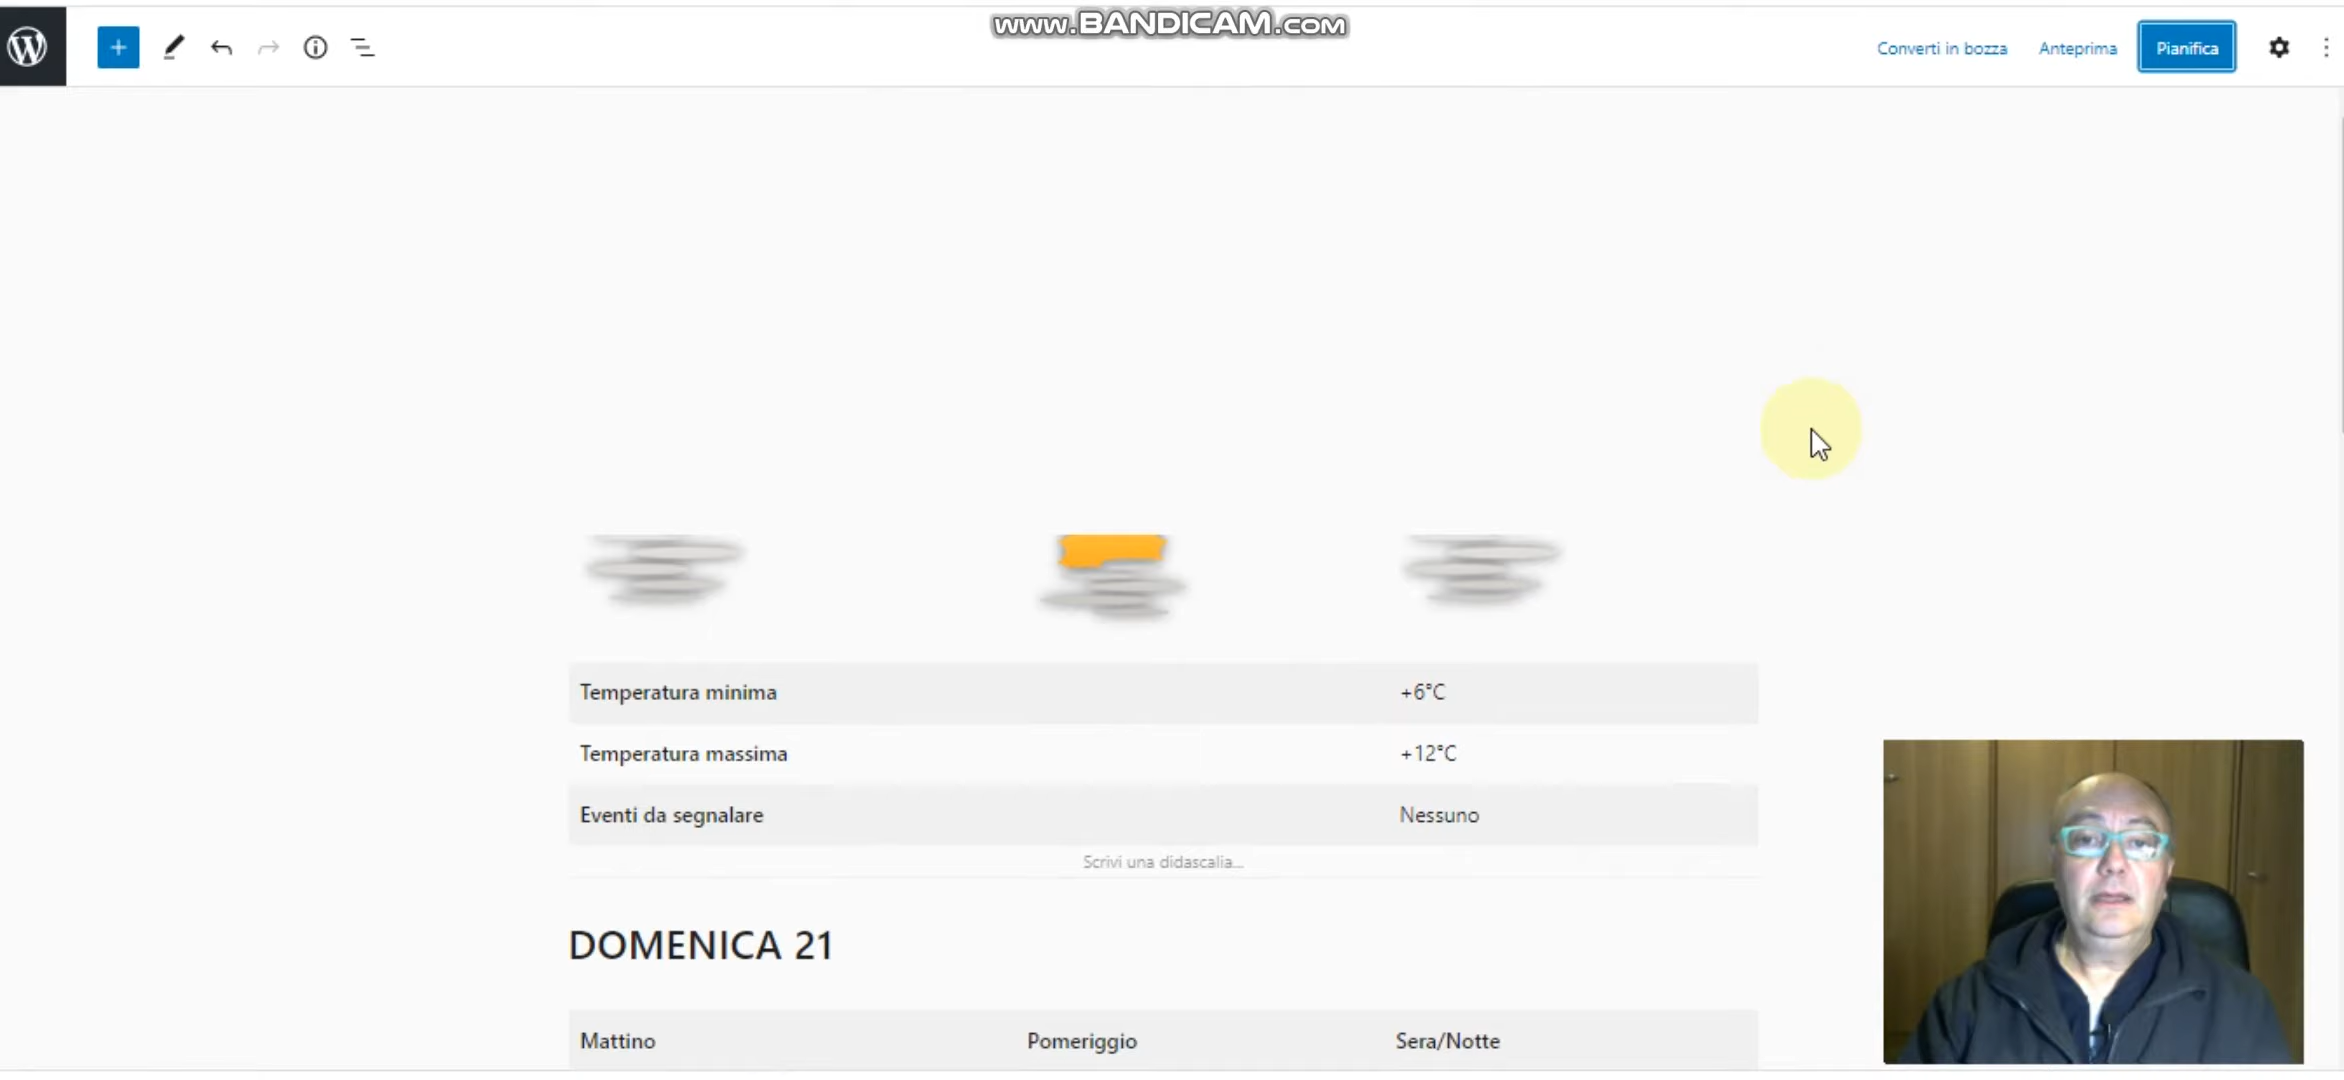 www.BANDICAM.com
Converti in bozza
Anteprima
Pianifica
Temperatura minima +6°C
Temperatura massima +12°C
Eventi da segnalare Nessuno
Scrivi una didascalia...
DOMENICA 21
Mattino Pomeriggio Sera/Notte